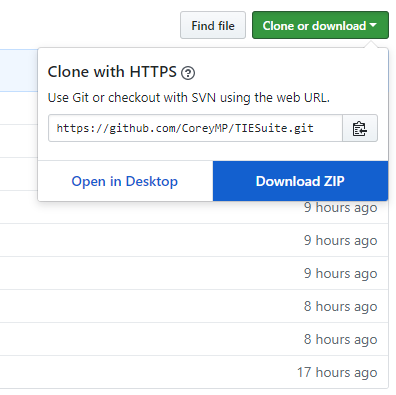 Find file
Clone or download
Clone with HTTPS
Use Git or checkout with SVN using the web URL.
https://github.com/CoreyMP/TIESuite.git
Open in Desktop
Download ZIP
9 hours ago
9 hours ago
9 hours ago
8 hours ago
8 hours ago
17 hours ago